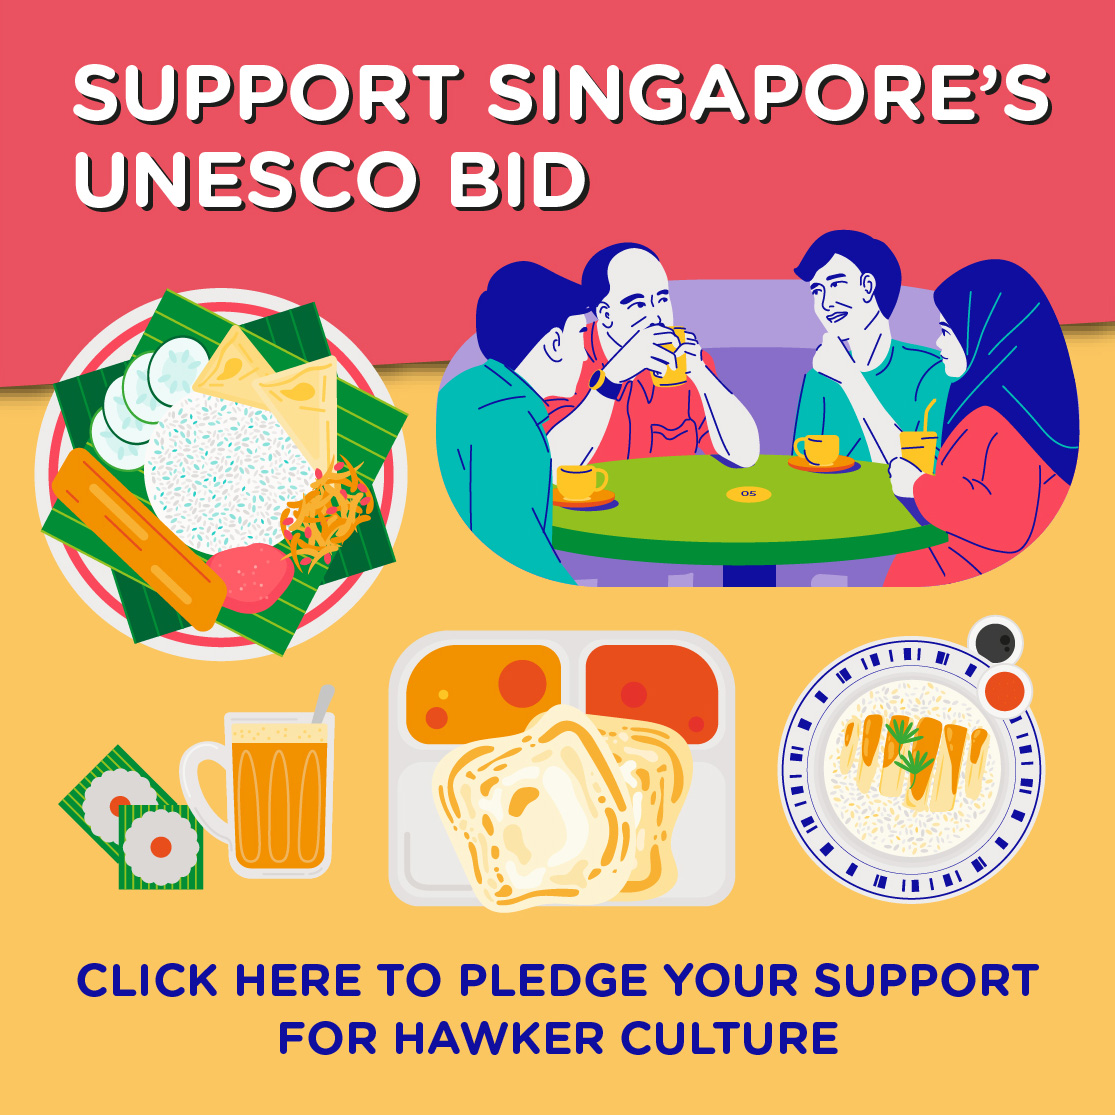 SUPPORT SINGAPORE'S
UNESCO BID
05
CLICK HERE TO PLEDGE YOUR SUPPORT
FOR HAWKER CULTURE